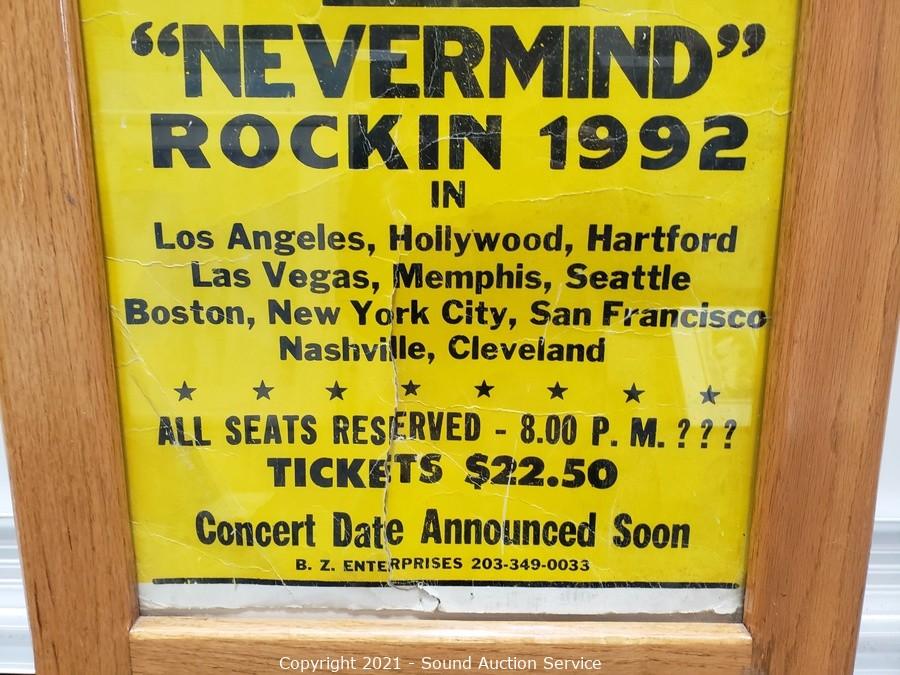 “NEVERMIND”
ROCKIN 1992
IN
Los Angeles, Hollywood, Hartford
Las Vegas, Memphis, Seattle
Boston, New York City, San Francisco
Nashville, Cleveland
ALL SEATS RESERVED - 8.00 P. M. ? ? ?
TICKETS $22.50
Concert Date Announced Soon
B. Z. ENTERPRISES 203-349-0033
Copyright 2021 - Sound Auction Service